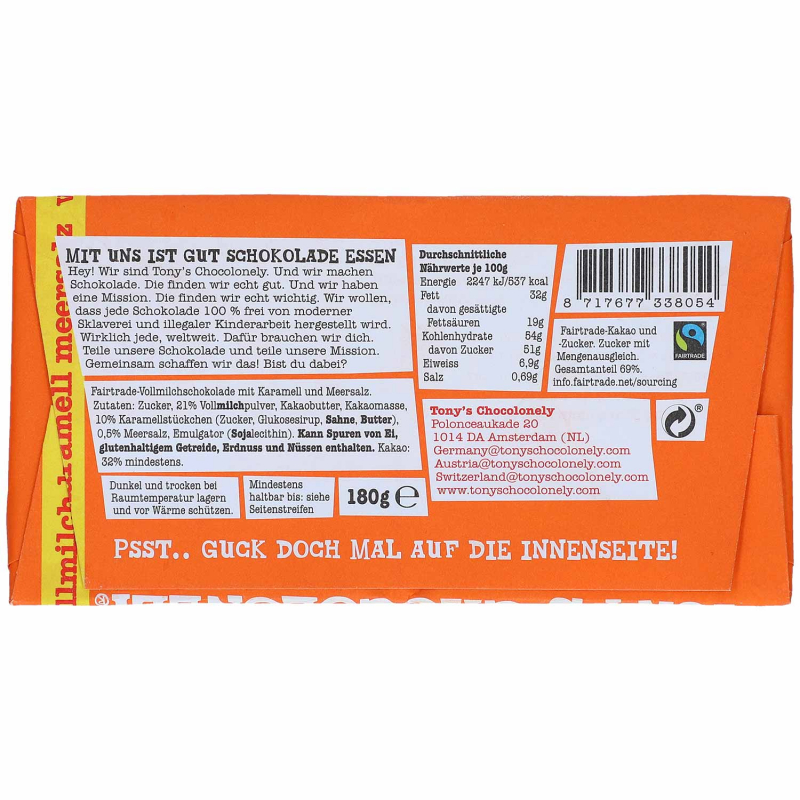 vollmilch karamell meersalz
MIT UNS IST GUT SCHOKOLADE ESSEN
Hey! Wir sind Tony's Chocolonely. Und wir machen
Schokolade. Die finden wir echt gut. Und wir haben
eine Mission. Die finden wir echt wichtig. Wir wollen,
dass jede Schokolade 100 % frei von moderner
Sklaverei und illegaler Kinderarbeit hergestellt wird.
Wirklich jede, weltweit. Dafür brauchen wir dich.
Teile unsere Schokolade und teile unsere Mission.
Gemeinsam schaffen wir das! Bist du dabei?
Fairtrade-Vollmilchschokolade mit Karamell und Meersalz.
Zutaten: Zucker, 21% Vollmilchpulver, Kakaobutter, Kakaomasse,
10% Karamellstückchen (Zucker, Glukosesirup, Sahne, Butter),
0,5% Meersalz, Emulgator (Sojalecithin). Kann Spuren von Ei,
glutenhaltigem Getreide, Erdnuss und Nüssen enthalten. Kakao:
32% mindestens.
Dunkel und trocken bei
Raumtemperatur lagern
und vor Wärme schützen.
Mindestens
haltbar bis: siehe
Seitenstreifen
180g ℮
Durchschnittliche
Nährwerte je 100g
Energie 2247 kJ/537 kcal
Fett 32g
davon gesättigte
Fettsäuren 19g
Kohlenhydrate 54g
davon Zucker 51g
Eiweiss 6,9g
Salz 0,69g
8 717677 338054
Fairtrade-Kakao und
-Zucker. Zucker mit
Mengenausgleich.
Gesamtanteil 69%.
info.fairtrade.net/sourcing
FAIRTRADE
Tony's Chocolonely
Polonceaukade 20
1014 DA Amsterdam (NL)
Germany@tonyschocolonely.com
Austria@tonyschocolonely.com
Switzerland@tonyschocolonely.com
www.tonyschocolonely.com
®
PSST.. GUCK DOCH MAL AUF DIE INNENSEITE!